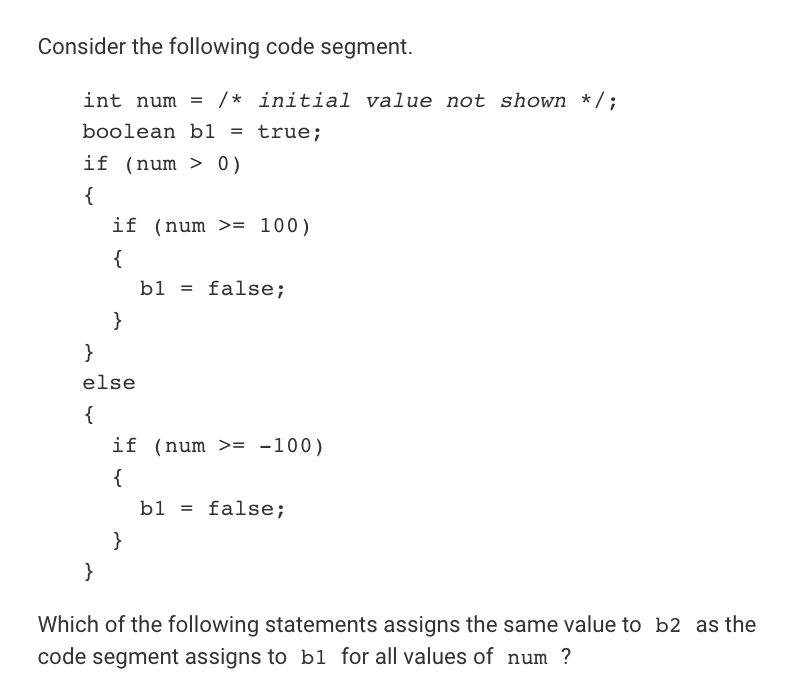 Consider the following code segment.
int num = /* initial value not shown */;
boolean b1 = true;
if (num > 0)
{
if (num >= 100)
{
b1 = false;
}
}
else
{
if (num >= -100)
{
b1 = false;
}
}
Which of the following statements assigns the same value to b2 as the
code segment assigns to b1 for all values of num ?